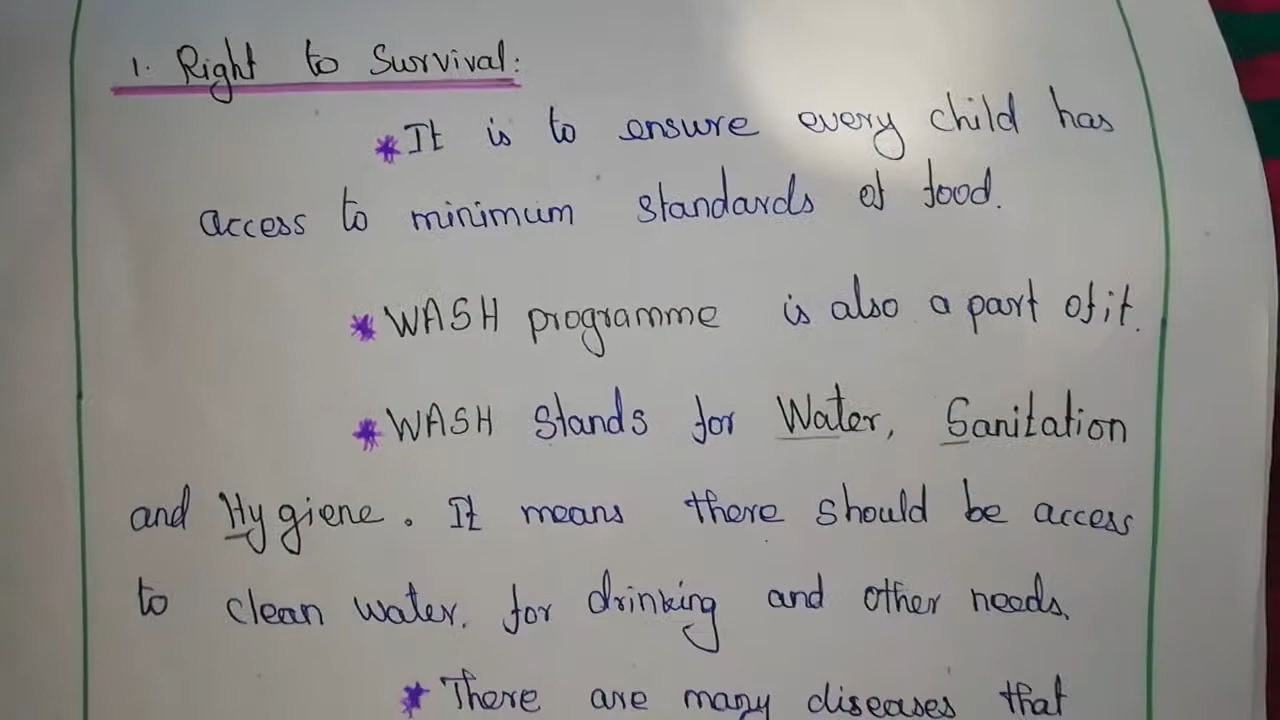 1. Right to Survival:
* It is to ensure every child has
access to minimum standards of food.
* WASH programme is also a part of it.
* WASH stands for Water, Sanitation
and Hygiene. It means there should be access
to clean water. for drinking and other needs.
* There are many diseases that